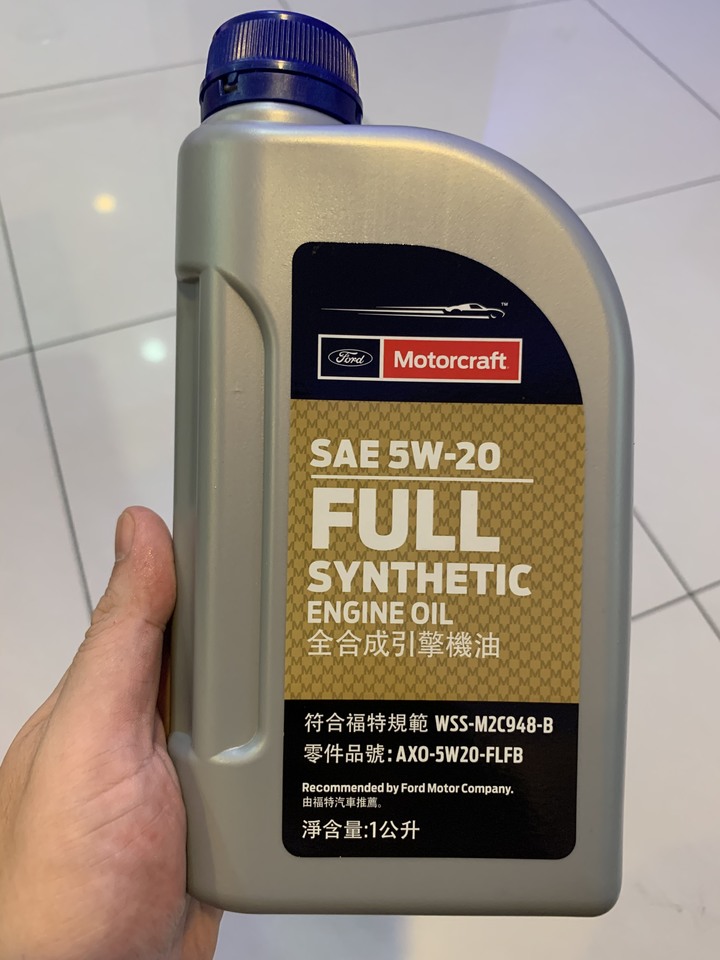 ™
Ford
Motorcraft
SAE 5W-20
FULL
SYNTHETIC
ENGINE OIL
全合成引擎機油
符合福特規範 WSS-M2C948-B
零件品號:AXO-5W20-FLFB
Recommended by Ford Motor Company.
由福特汽車推薦。
淨含量:1公升